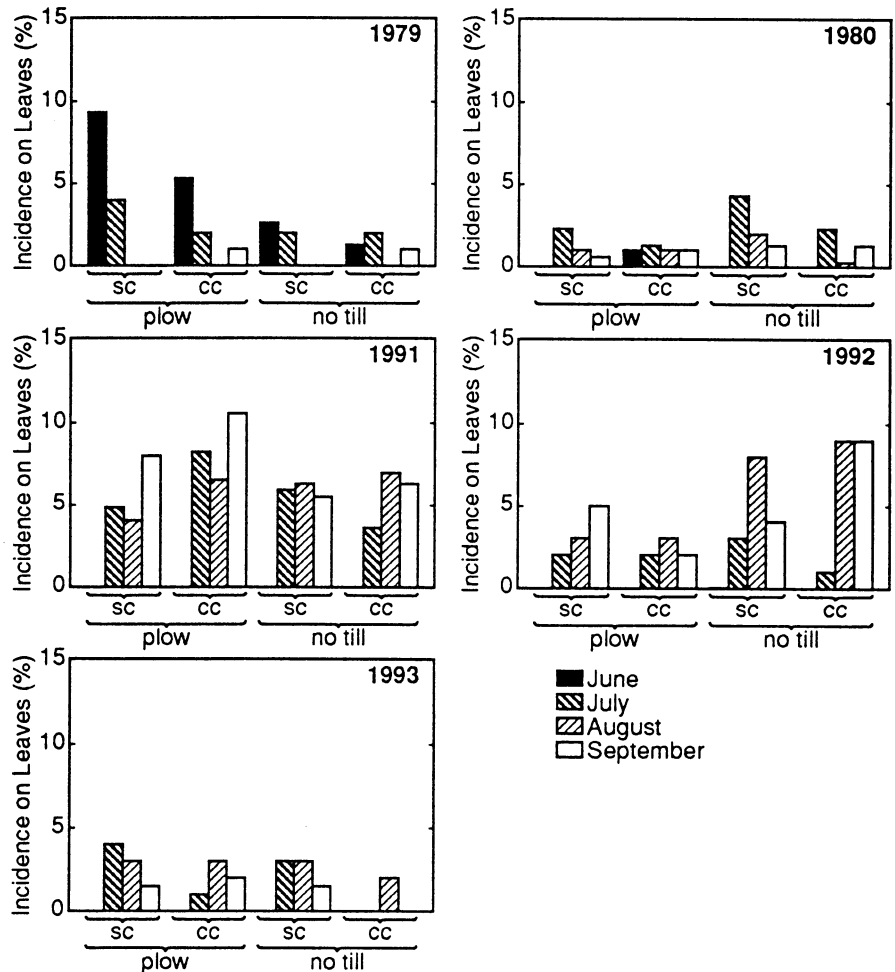 Incidence on Leaves (%)
15
10
5
0
1979
sc cc sc cc
plow no till
Incidence on Leaves (%)
15
10
5
0
1980
sc cc sc cc
plow no till
Incidence on Leaves (%)
15
10
5
0
1991
sc cc sc cc
plow no till
Incidence on Leaves (%)
15
10
5
0
1992
sc cc sc cc
plow no till
Incidence on Leaves (%)
15
10
5
0
1993
sc cc sc cc
plow no till
June
July
August
September